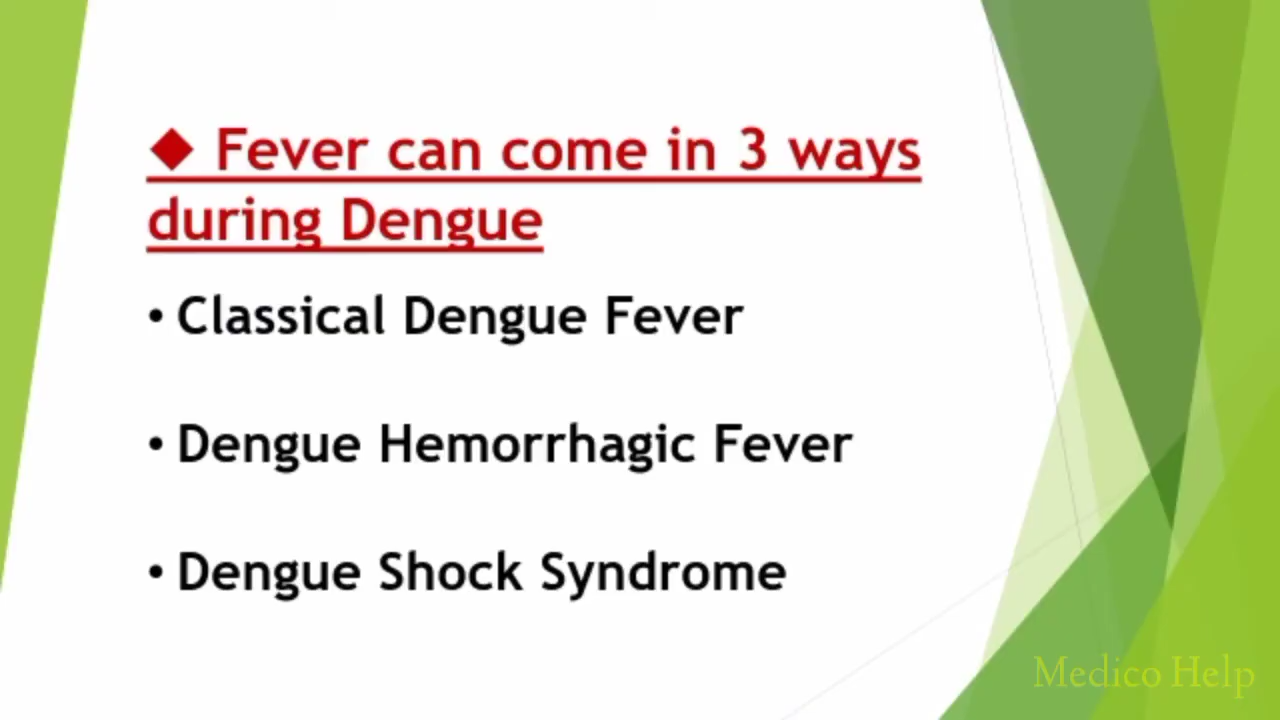 ◆ Fever can come in 3 ways
during Dengue
• Classical Dengue Fever
• Dengue Hemorrhagic Fever
• Dengue Shock Syndrome
Medico Help